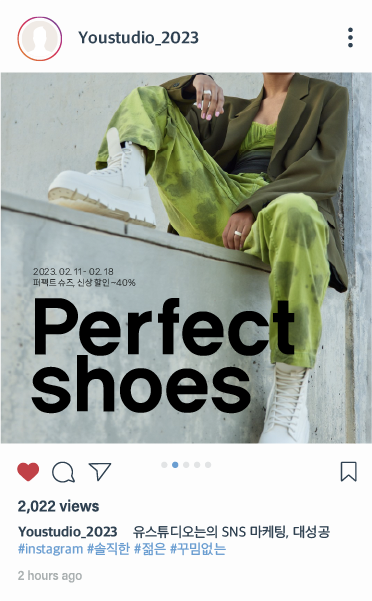 Youstudio_2023
2023. 02. 11- 02. 18
퍼팩트 슈즈, 신상 할인 ~40%
Perfect
shoes
2,022 views
Youstudio_2023 유스튜디오는의 SNS 마케팅, 대성공
#instagram #솔직한 #젊은 #꾸밈없는
2 hours ago